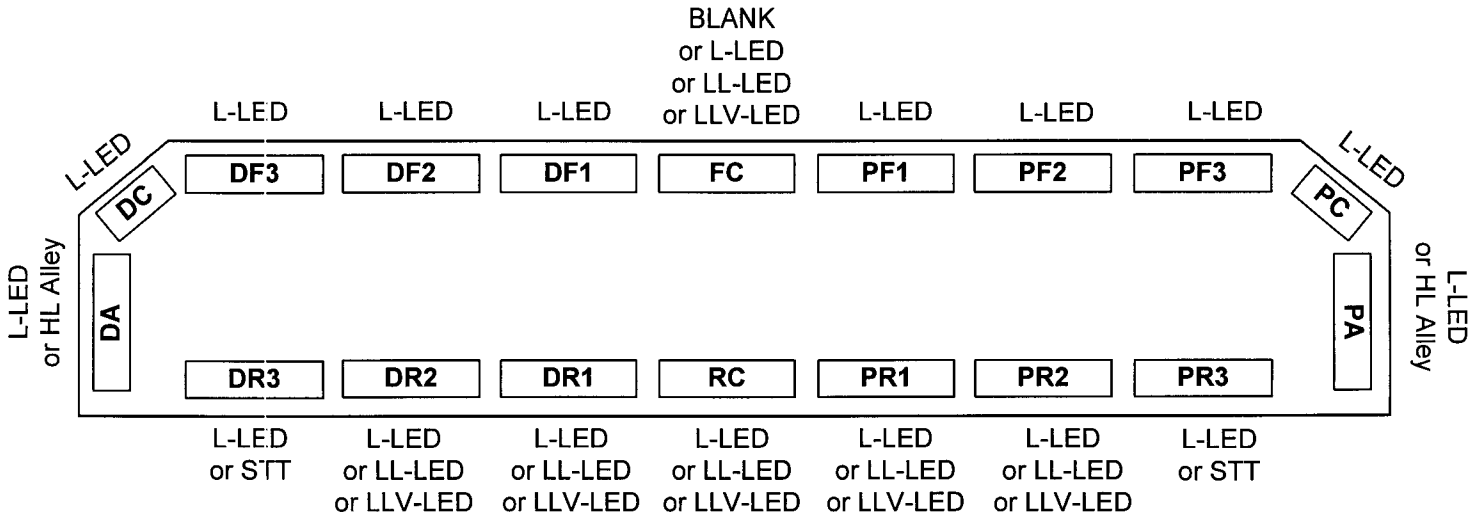 BLANK
or L-LED
or LL-LED
or LLV-LED
L-LED
L-LED
L-LED
L-LED
L-LED
L-LED
L-LED
L-LED
DF3
DF2
DF1
FC
PF1
PF2
PF3
DC
PC
L-LED
or HL Alley
DA
PA
L-LED
or HL Alley
DR3
DR2
DR1
RC
PR1
PR2
PR3
L-LED
or STT
L-LED
or LL-LED
or LLV-LED
L-LED
or LL-LED
or LLV-LED
L-LED
or LL-LED
or LLV-LED
L-LED
or LL-LED
or LLV-LED
L-LED
or LL-LED
or LLV-LED
L-LED
or STT